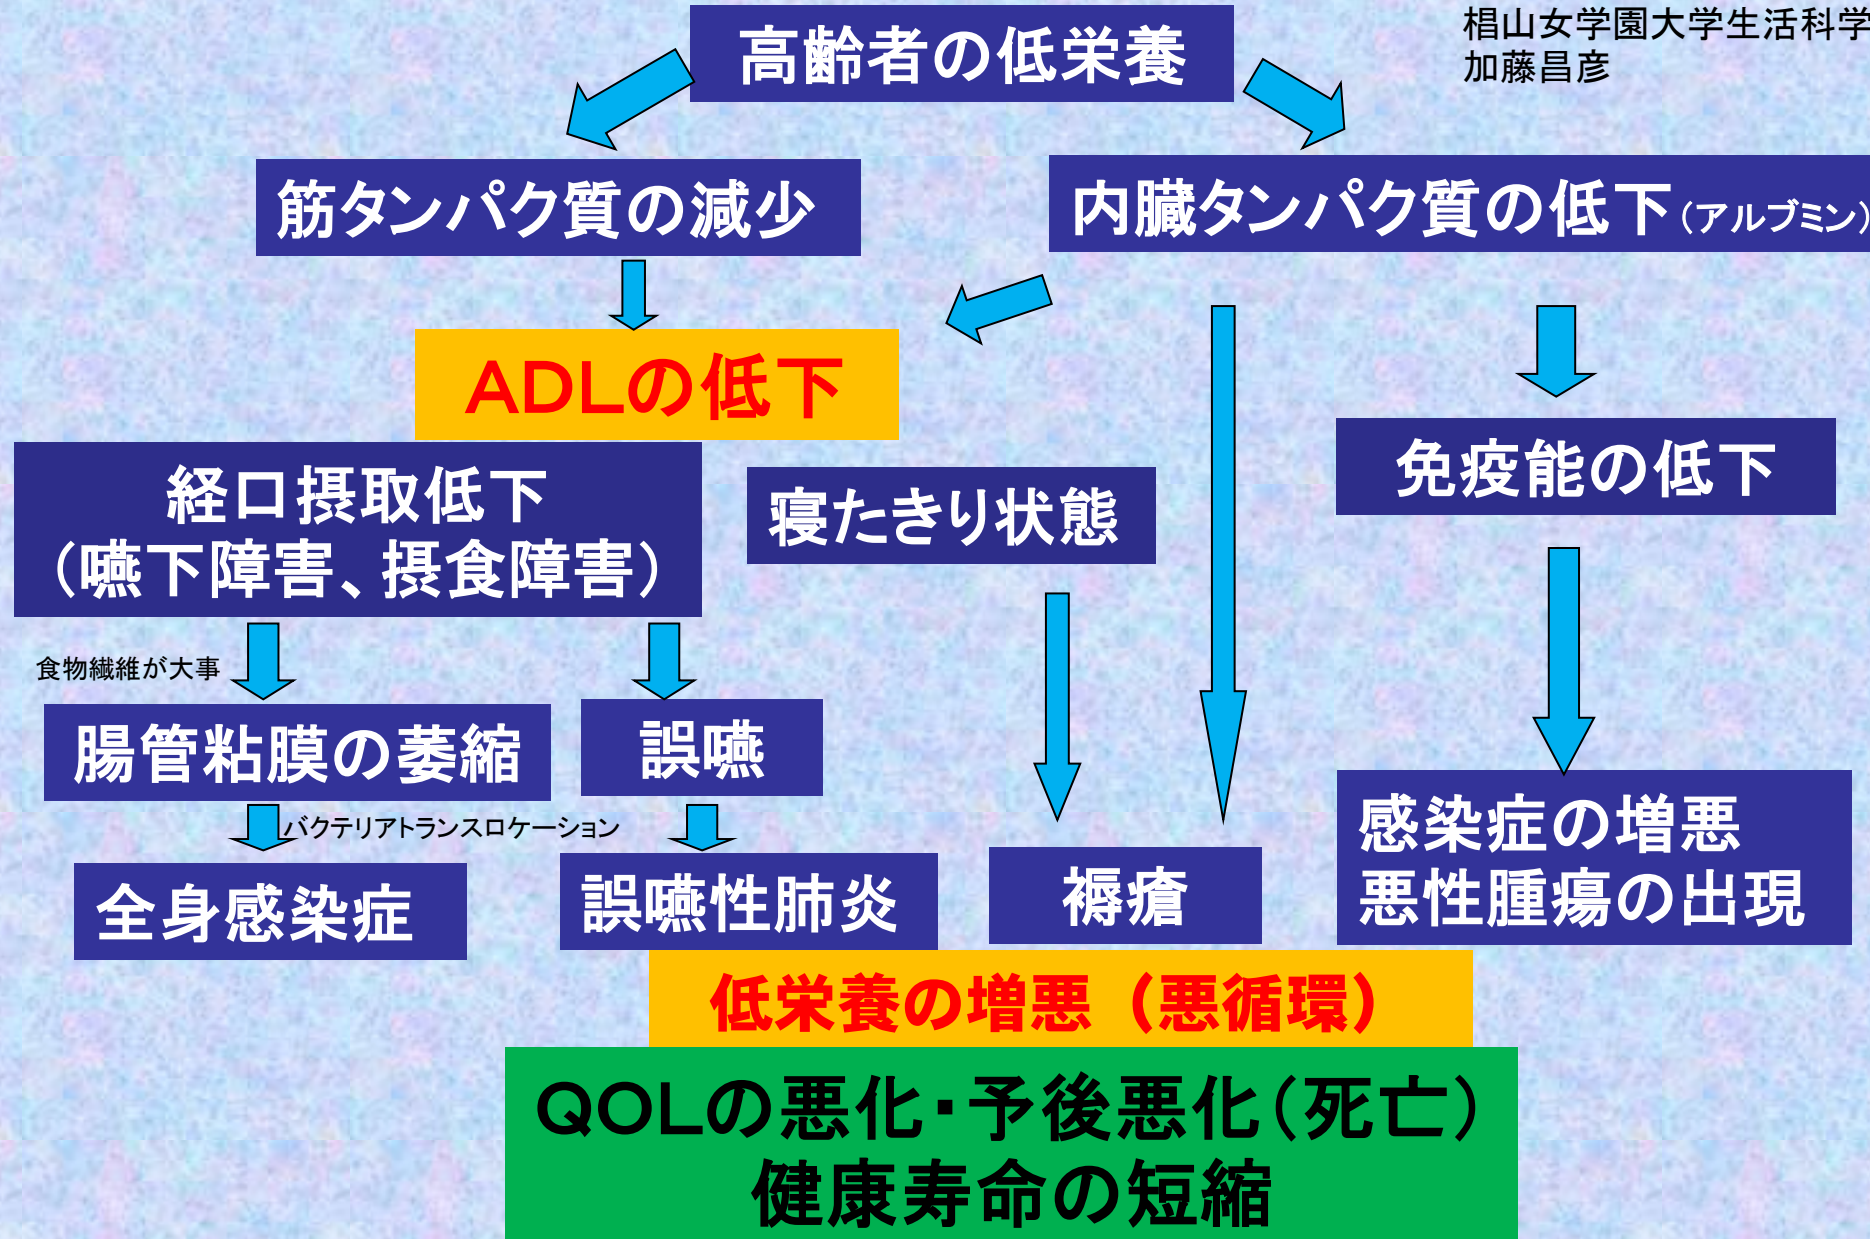 椙山女学園大学生活科学
加藤昌彦
高齢者の低栄養
筋タンパク質の減少
内臓タンパク質の低下(アルブミン)
ADLの低下
経口摂取低下
(嚥下障害、摂食障害)
寝たきり状態
免疫能の低下
食物繊維が大事
腸管粘膜の萎縮
誤嚥
バクテリアトランスロケーション
全身感染症
誤嚥性肺炎
褥瘡
感染症の増悪
悪性腫瘍の出現
低栄養の増悪(悪循環)
QOLの悪化・予後悪化(死亡)
健康寿命の短縮